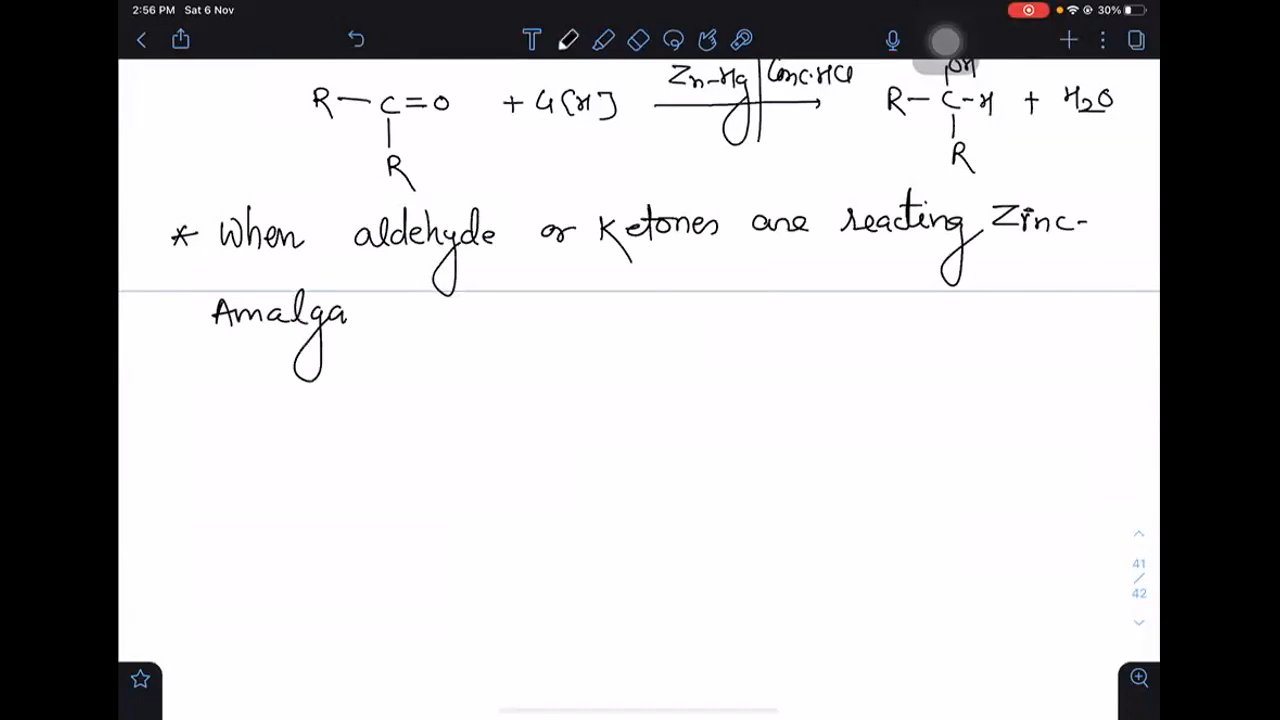 2:56 PM Sat 6 Nov
30%
Zn-Hg | Conc. HCl
OH
R-C=O + 4[H] → R-C-H + H2O
R R
* When aldehyde or Ketones are reacting Zinc-
Amalga
41
/
42